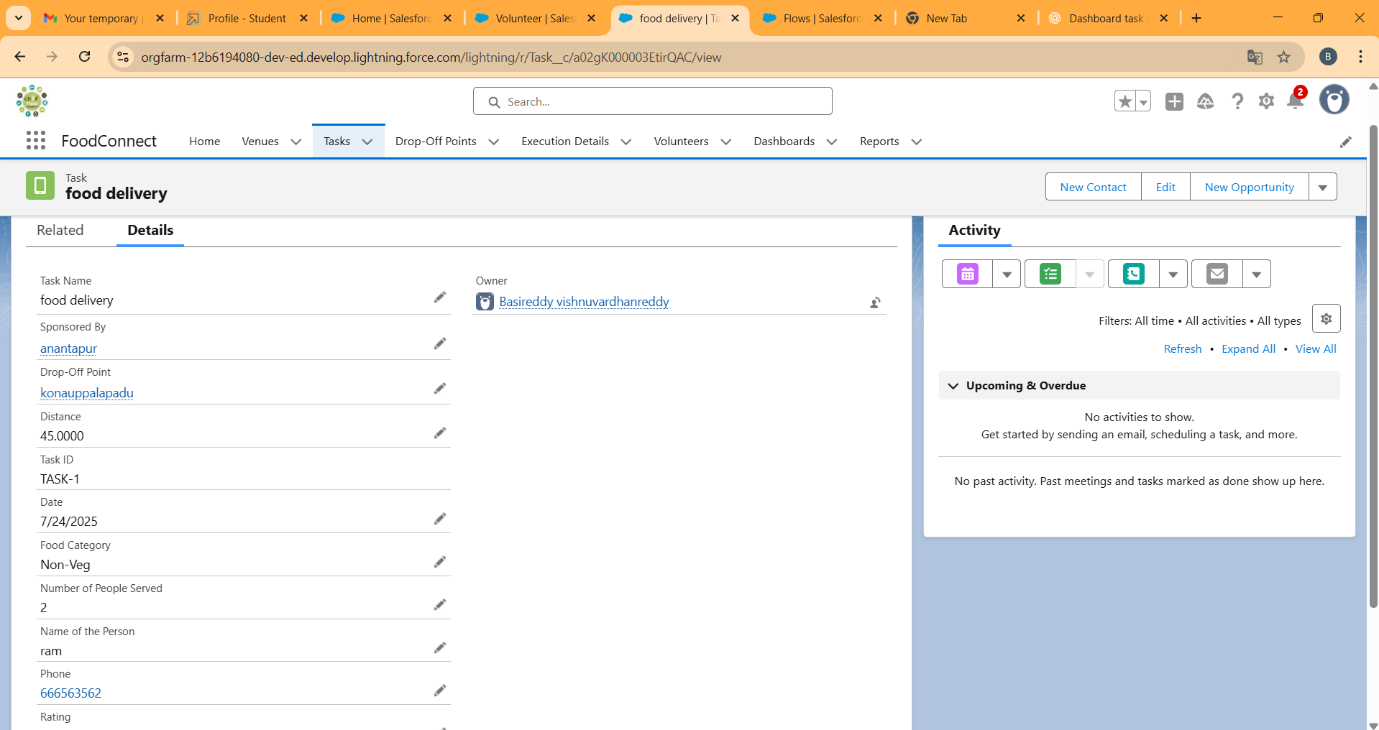 Your temporary
Profile - Student
Home | Salesforc
Volunteer | Sales
food delivery | Ta
Flows | Salesforc
New Tab
Dashboard task
orgfarm-12b6194080-dev-ed.develop.lightning.force.com/lightning/r/Task__c/a02gK000003EtirQAC/view
B
Search...
2
FoodConnect
Home
Venues
Tasks
Drop-Off Points
Execution Details
Volunteers
Dashboards
Reports
Task
food delivery
New Contact
Edit
New Opportunity
Related
Details
Task Name
food delivery
Sponsored By
anantapur
Drop-Off Point
konauppalapadu
Distance
45.0000
Task ID
TASK-1
Date
7/24/2025
Food Category
Non-Veg
Number of People Served
2
Name of the Person
ram
Phone
666563562
Rating
Owner
Basireddy vishnuvardhanreddy
Activity
Filters: All time • All activities • All types
Refresh • Expand All • View All
Upcoming & Overdue
No activities to show.
Get started by sending an email, scheduling a task, and more.
No past activity. Past meetings and tasks marked as done show up here.